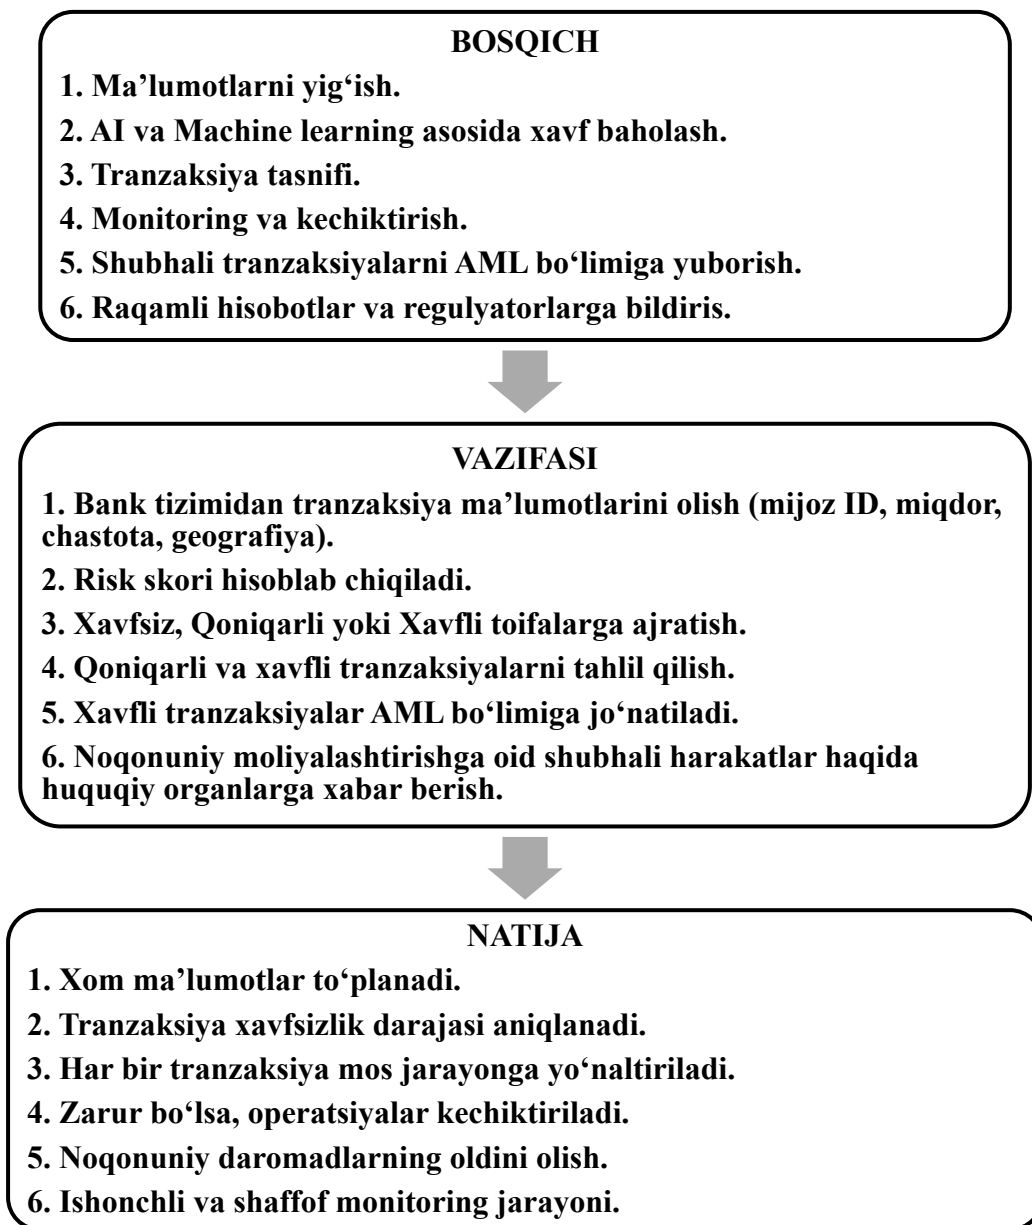 BOSQICH
1. Ma’lumotlarni yig‘ish.
2. AI va Machine learning asosida xavf baholash.
3. Tranzaksiya tasnifi.
4. Monitoring va kechiktirish.
5. Shubhali tranzaksiyalarni AML bo‘limiga yuborish.
6. Raqamli hisobotlar va regulyatorlarga bildiris.
VAZIFASI
1. Bank tizimidan tranzaksiya ma’lumotlarini olish (mijoz ID, miqdor,
chastota, geografiya).
2. Risk skori hisoblab chiqiladi.
3. Xavfsiz, Qoniqarli yoki Xavfli toifalarga ajratish.
4. Qoniqarli va xavfli tranzaksiyalarni tahlil qilish.
5. Xavfli tranzaksiyalar AML bo‘limiga jo‘natiladi.
6. Noqonuniy moliyalashtirishga oid shubhali harakatlar haqida
huquqiy organlarga xabar berish.
NATIJA
1. Xom ma’lumotlar to‘planadi.
2. Tranzaksiya xavfsizlik darajasi aniqlanadi.
3. Har bir tranzaksiya mos jarayonga yo‘naltiriladi.
4. Zarur bo‘lsa, operatsiyalar kechiktiriladi.
5. Noqonuniy daromadlarning oldini olish.
6. Ishonchli va shaffof monitoring jarayoni.